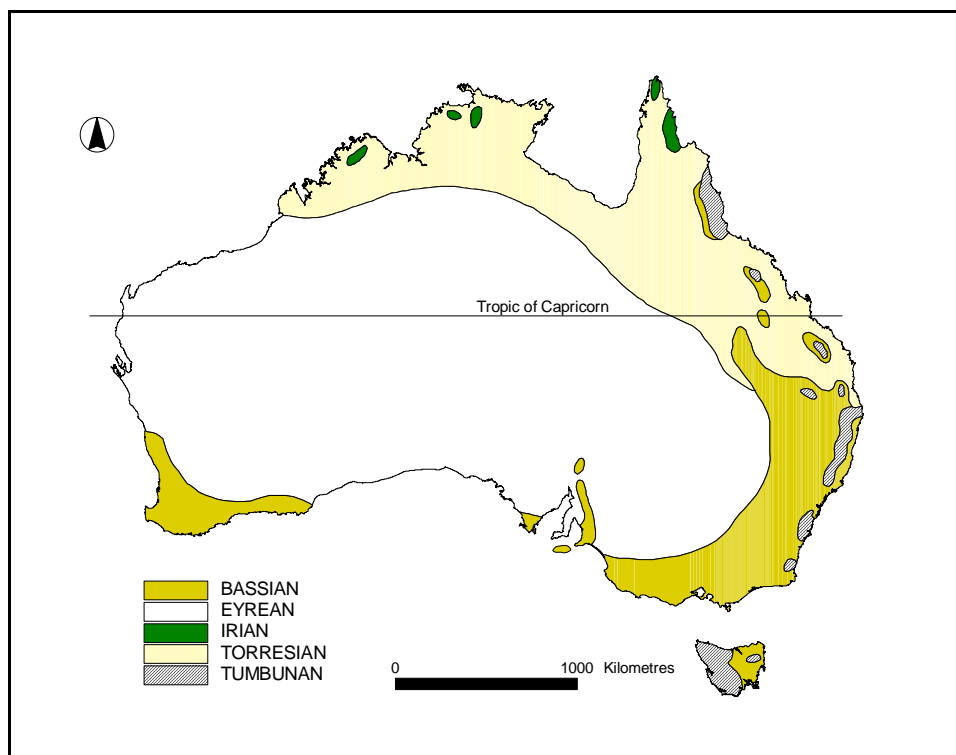 Tropic of Capricorn
BASSIAN
EYREAN
IRIAN
TORRESIAN
TUMBUNAN
0 1000 Kilometres